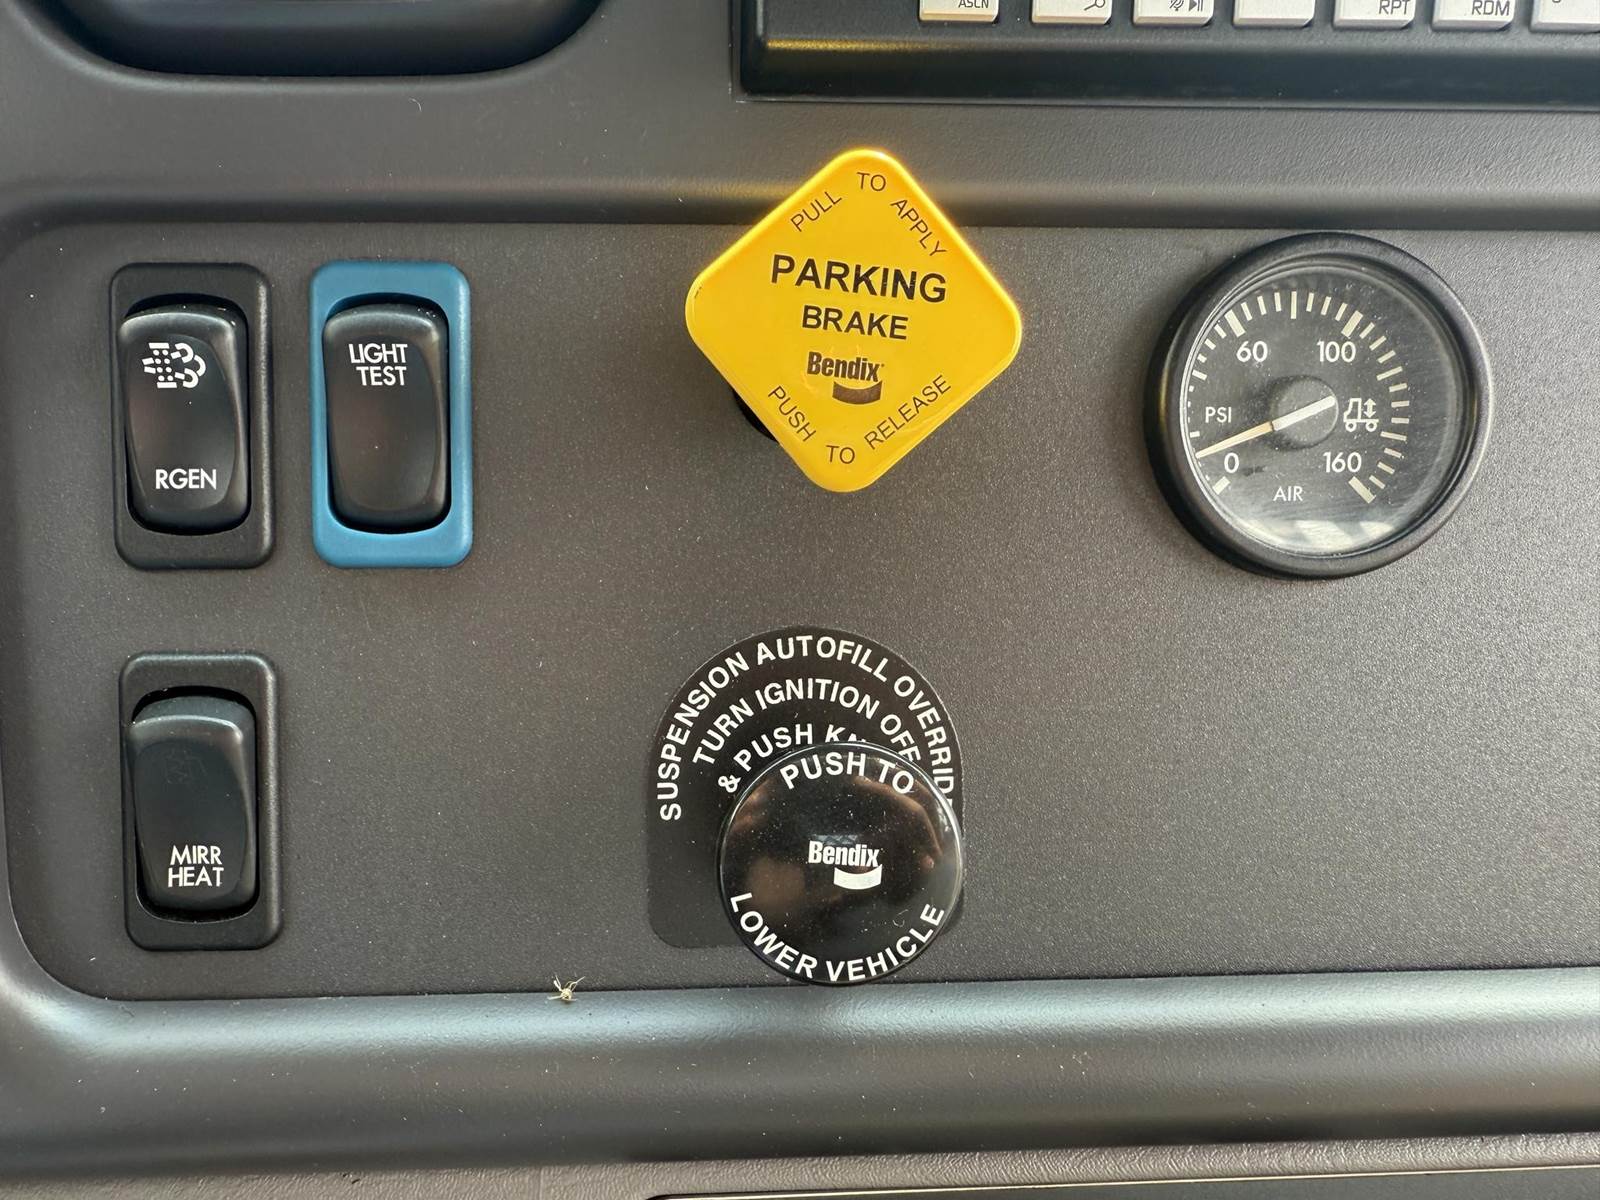 ASCN
RPT
RDM
PULL TO APPLY
PARKING
BRAKE
Bendix
PUSH TO RELEASE
RGEN
LIGHT
TEST
60
100
PSI
0
160
AIR
SUSPENSION AUTOFILL OVERRIDE
TURN IGNITION OFF
& PUSH
PUSH TO
Bendix
LOWER VEHICLE
MIRR
HEAT